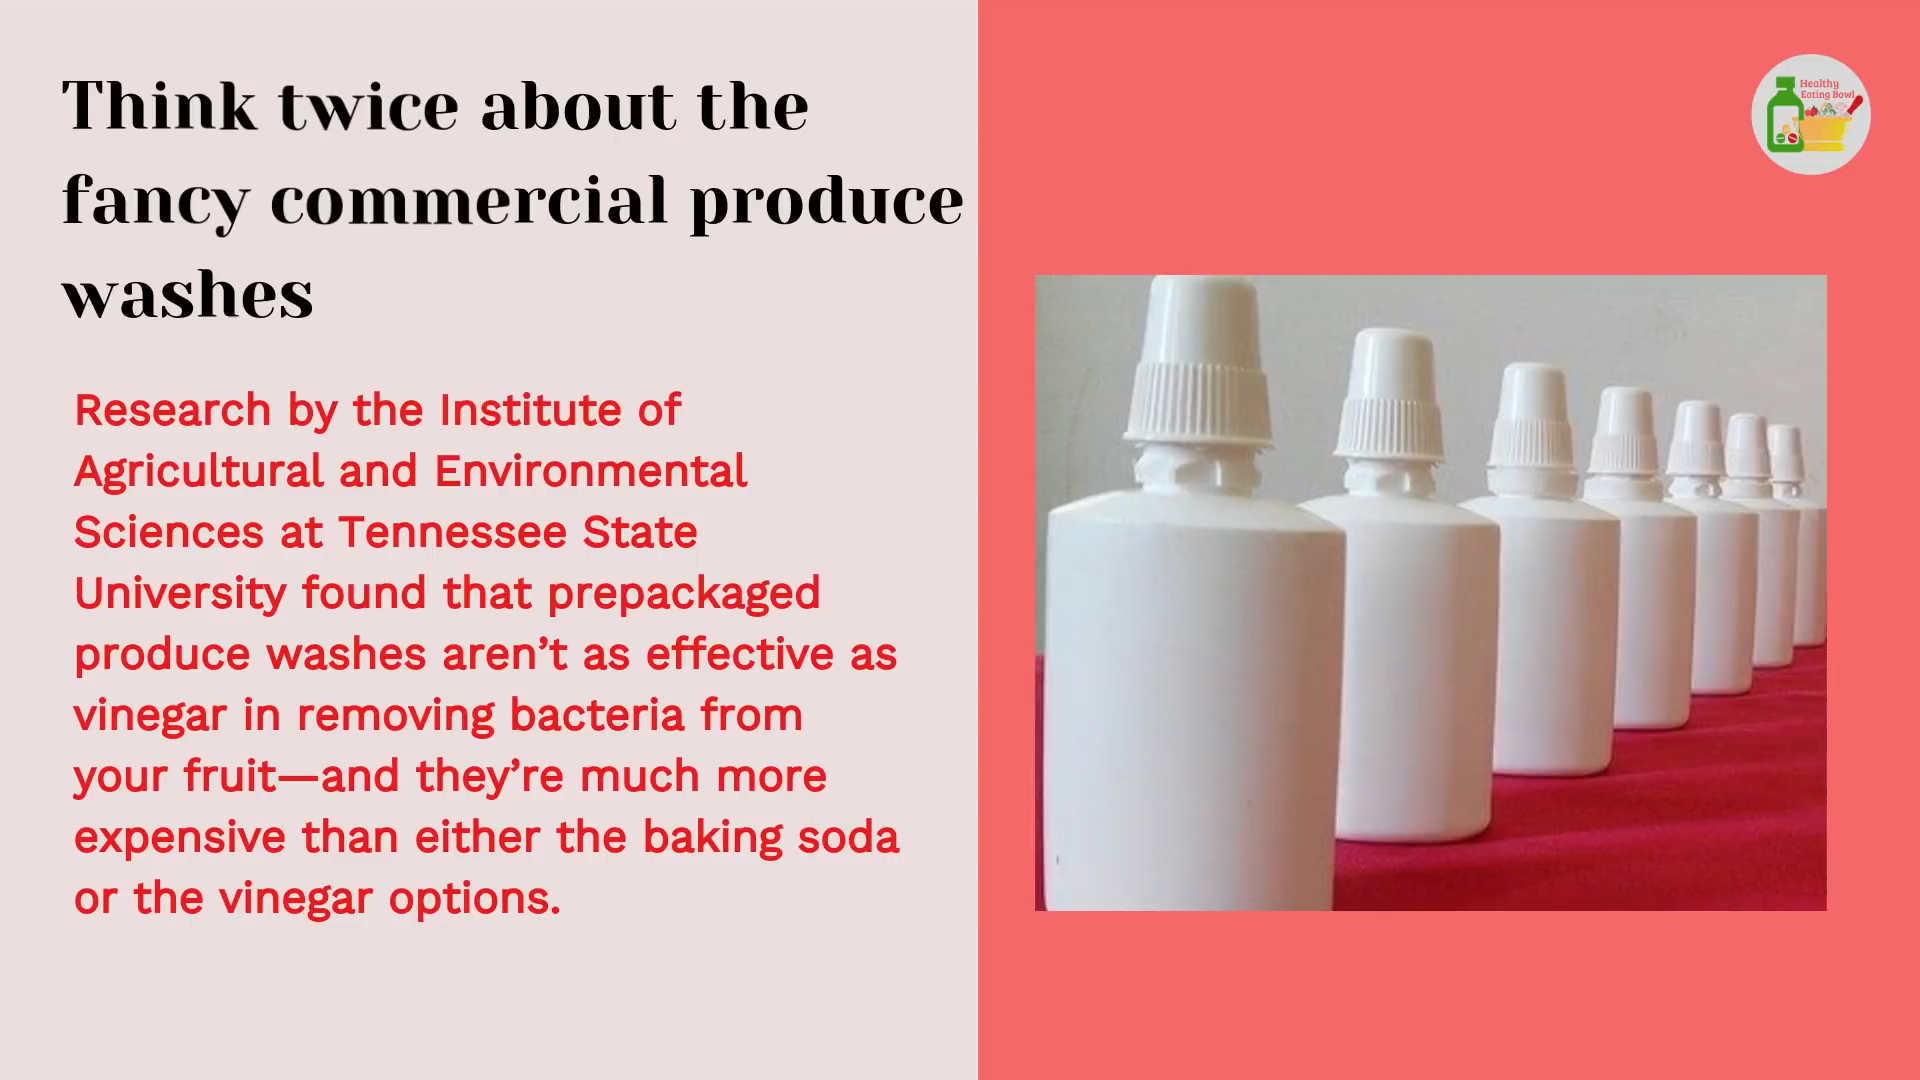 Think twice about the
fancy commercial produce
washes
Research by the Institute of
Agricultural and Environmental
Sciences at Tennessee State
University found that prepackaged
produce washes aren’t as effective as
vinegar in removing bacteria from
your fruit—and they’re much more
expensive than either the baking soda
or the vinegar options.
Healthy
Eating Bowl